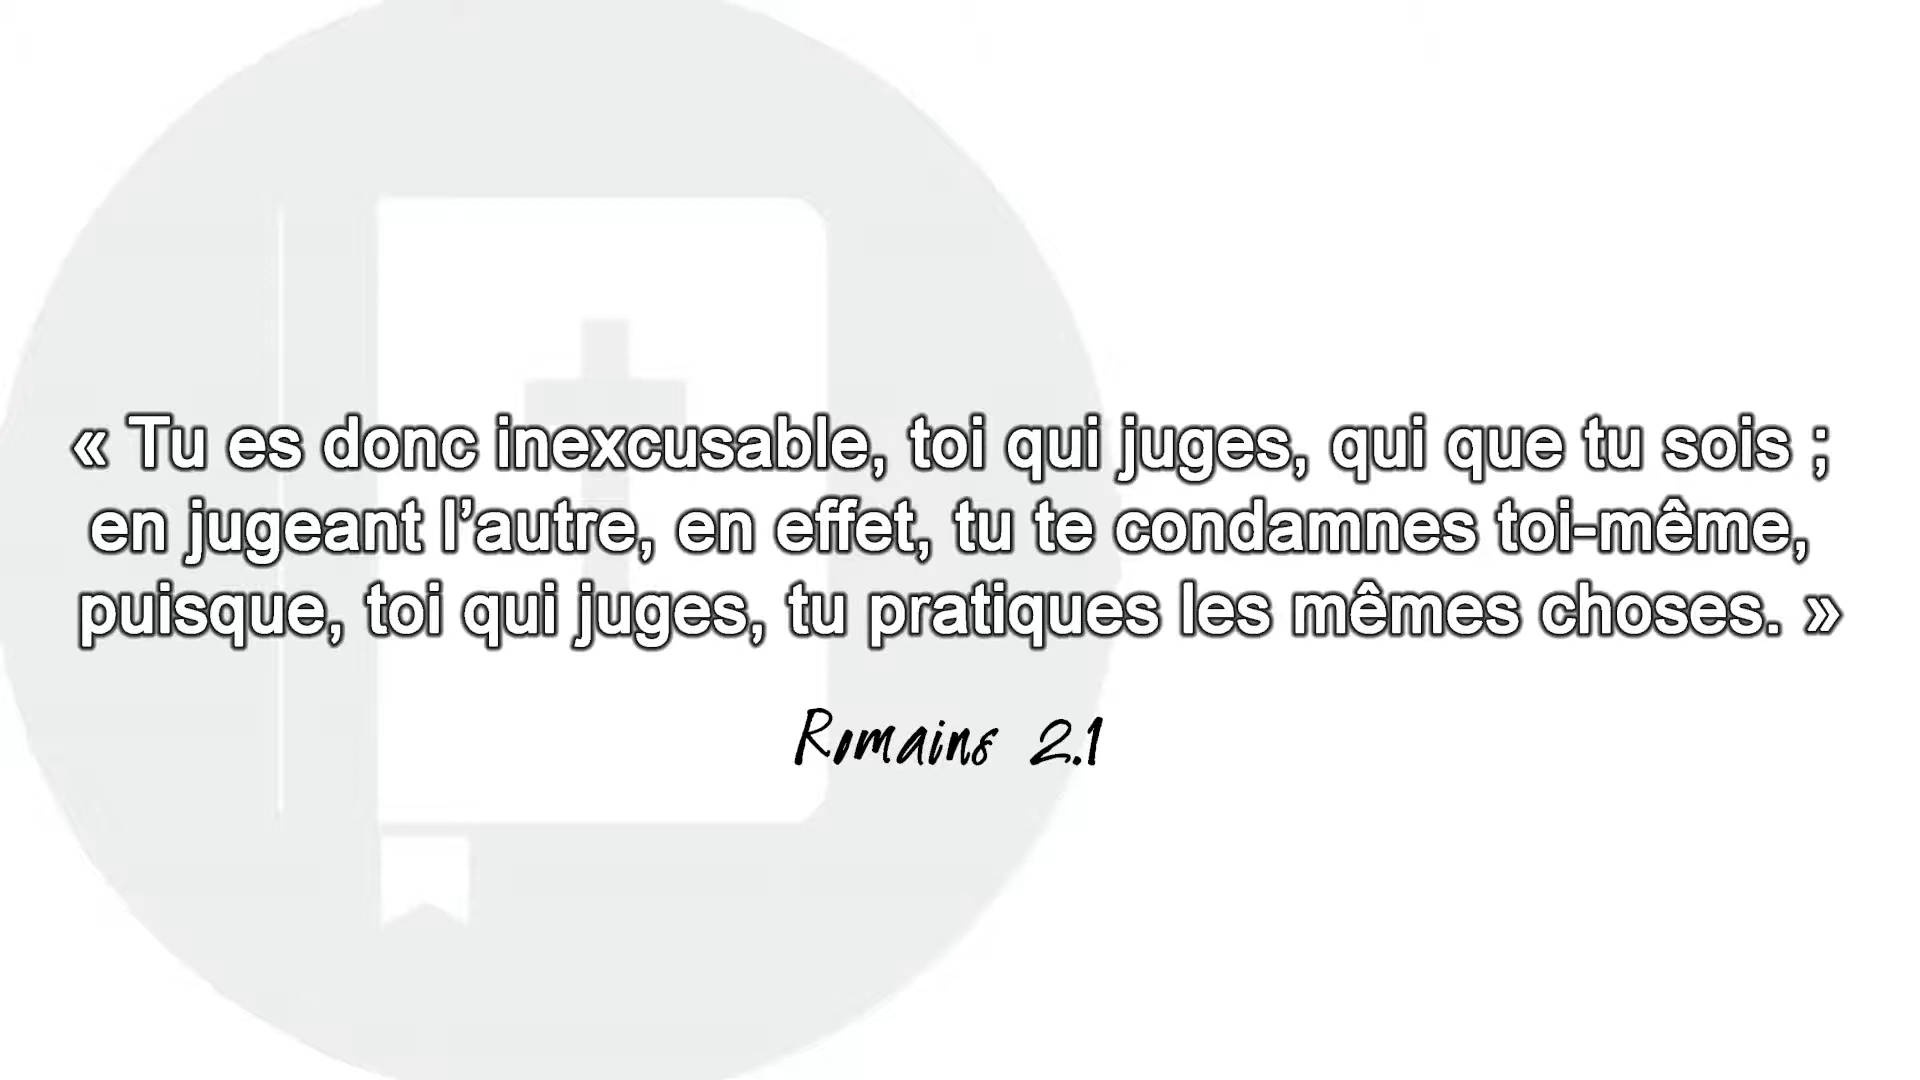 « Tu es donc inexcusable, toi qui juges, qui que tu sois ;
en jugeant l’autre, en effet, tu te condamnes toi-même,
puisque, toi qui juges, tu pratiques les mêmes choses. »
Romains 2.1